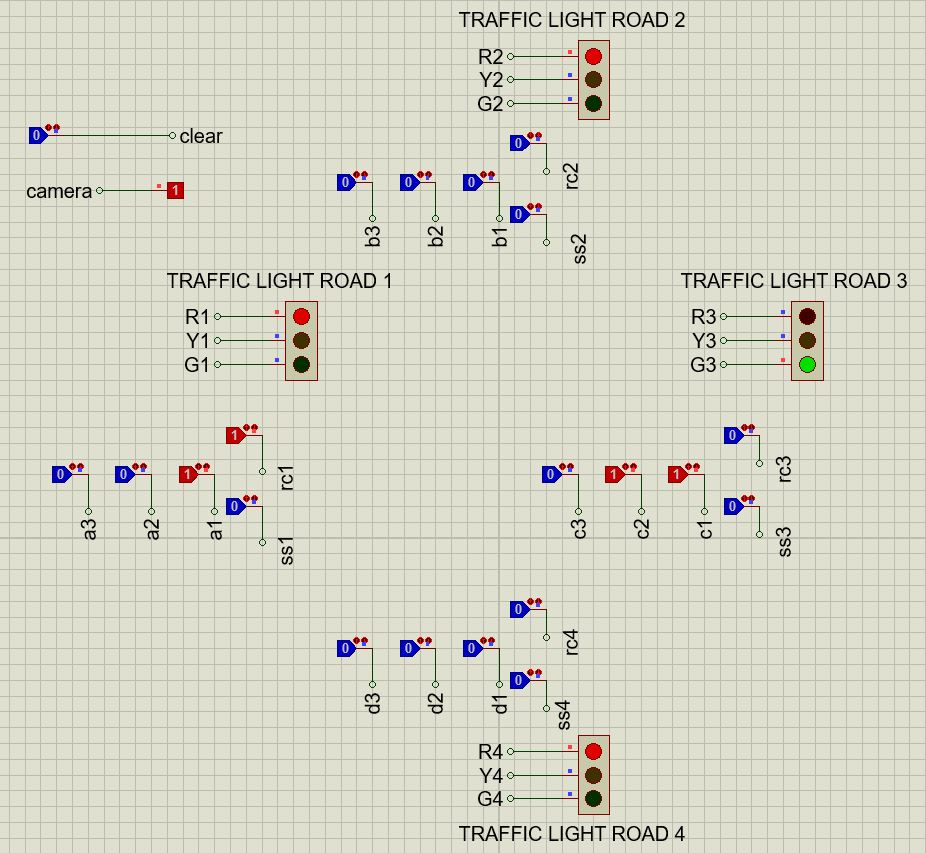 TRAFFIC LIGHT ROAD 2
R2
Y2
G2
0 clear
camera 1
0 rc2
0 b3
0 b2
0 b1
0 ss2
TRAFFIC LIGHT ROAD 1
R1
Y1
G1
TRAFFIC LIGHT ROAD 3
R3
Y3
G3
1 rc1
0 a3
0 a2
1 a1
0 ss1
0 rc3
0 c3
1 c2
1 c1
0 ss3
0 rc4
0 d3
0 d2
0 d1
0 ss4
R4
Y4
G4
TRAFFIC LIGHT ROAD 4